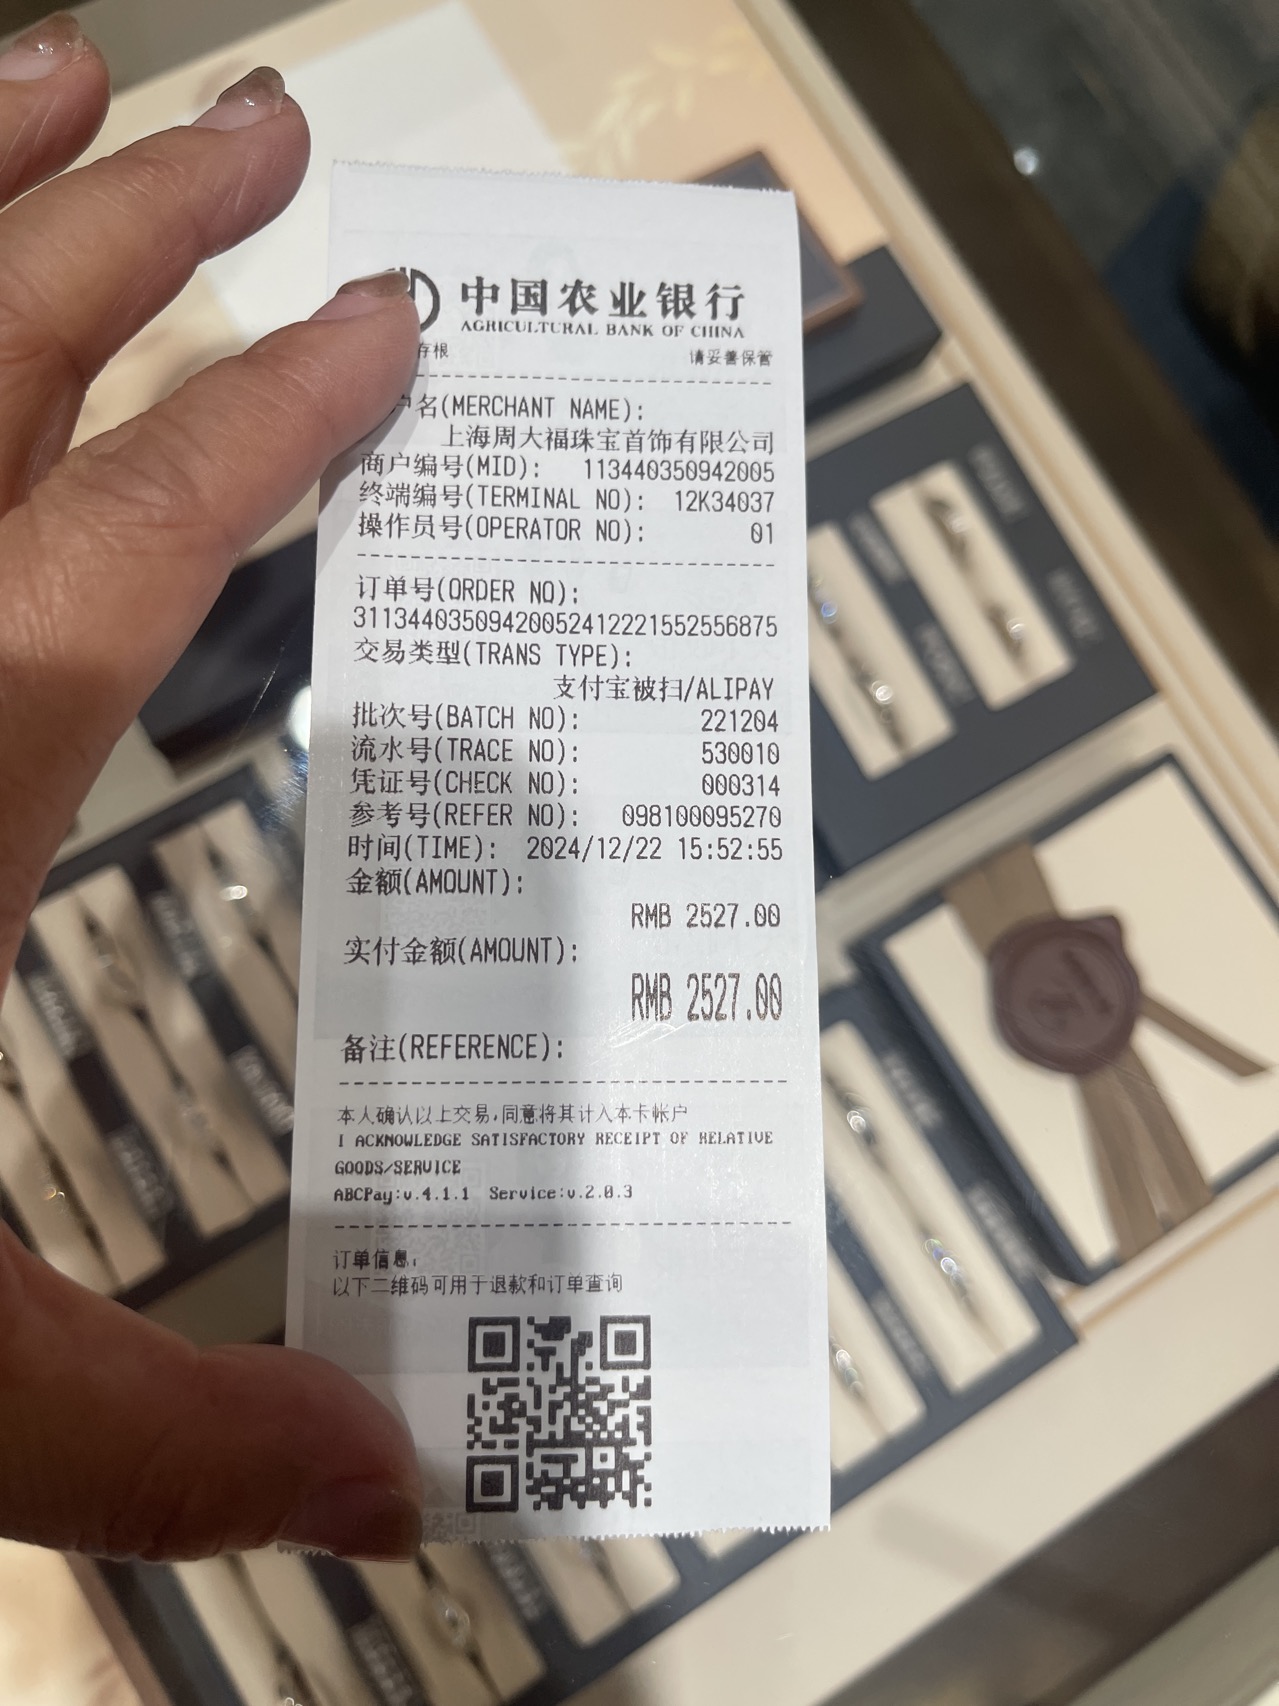 中国农业银行
AGRICULTURAL BANK OF CHINA
存根 请妥善保管
户名(MERCHANT NAME):
上海周大福珠宝首饰有限公司
商户编号(MID): 113440350942005
终端编号(TERMINAL NO): 12K34037
操作员号(OPERATOR NO): 01
订单号(ORDER NO):
31134403509420052412221552556875
交易类型(TRANS TYPE):
支付宝被扫/ALIPAY
批次号(BATCH NO): 221204
流水号(TRACE NO): 530010
凭证号(CHECK NO): 000314
参考号(REFER NO): 098100095270
时间(TIME): 2024/12/22 15:52:55
金额(AMOUNT):
RMB 2527.00
实付金额(AMOUNT):
RMB 2527.00
备注(REFERENCE):
本人确认以上交易,同意将其计入本卡帐户
I ACKNOWLEDGE SATISFACTORY RECEIPT OF RELATIVE
GOODS/SERVICE
ABCPay:v.4.1.1 Service:v.2.0.3
订单信息:
以下二维码可用于退款和订单查询